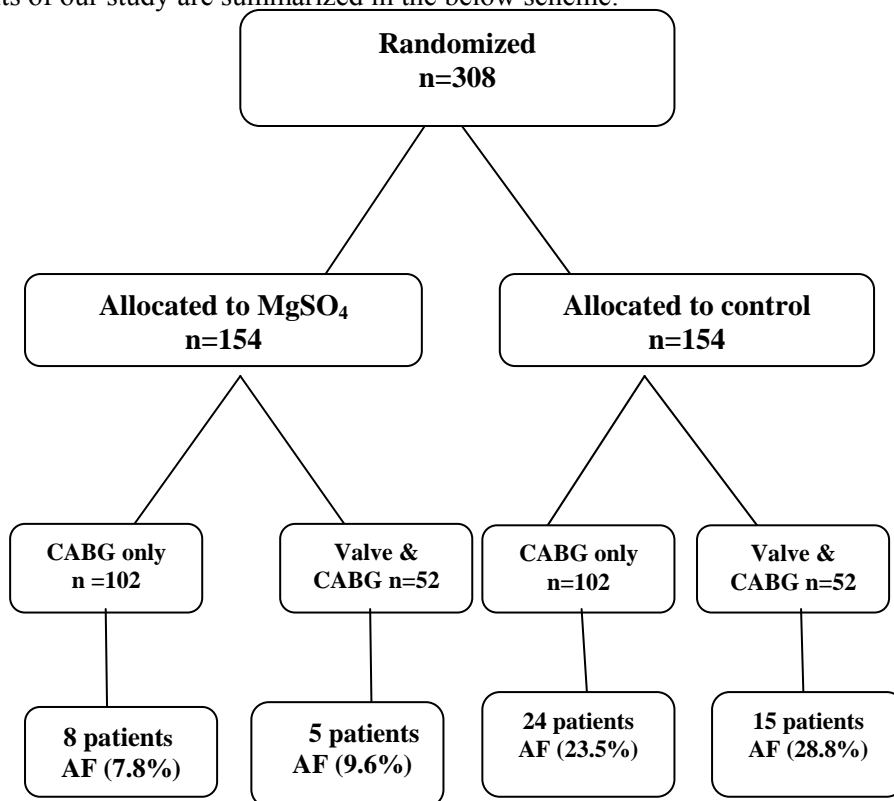 of our study are summarized in the below scheme.
Randomized
n=308
Allocated to MgSO₄
n=154
Allocated to control
n=154
CABG only
n =102
Valve &
CABG n=52
CABG only
n=102
Valve &
CABG n=52
8 patients
AF (7.8%)
5 patients
AF (9.6%)
24 patients
AF (23.5%)
15 patients
AF (28.8%)